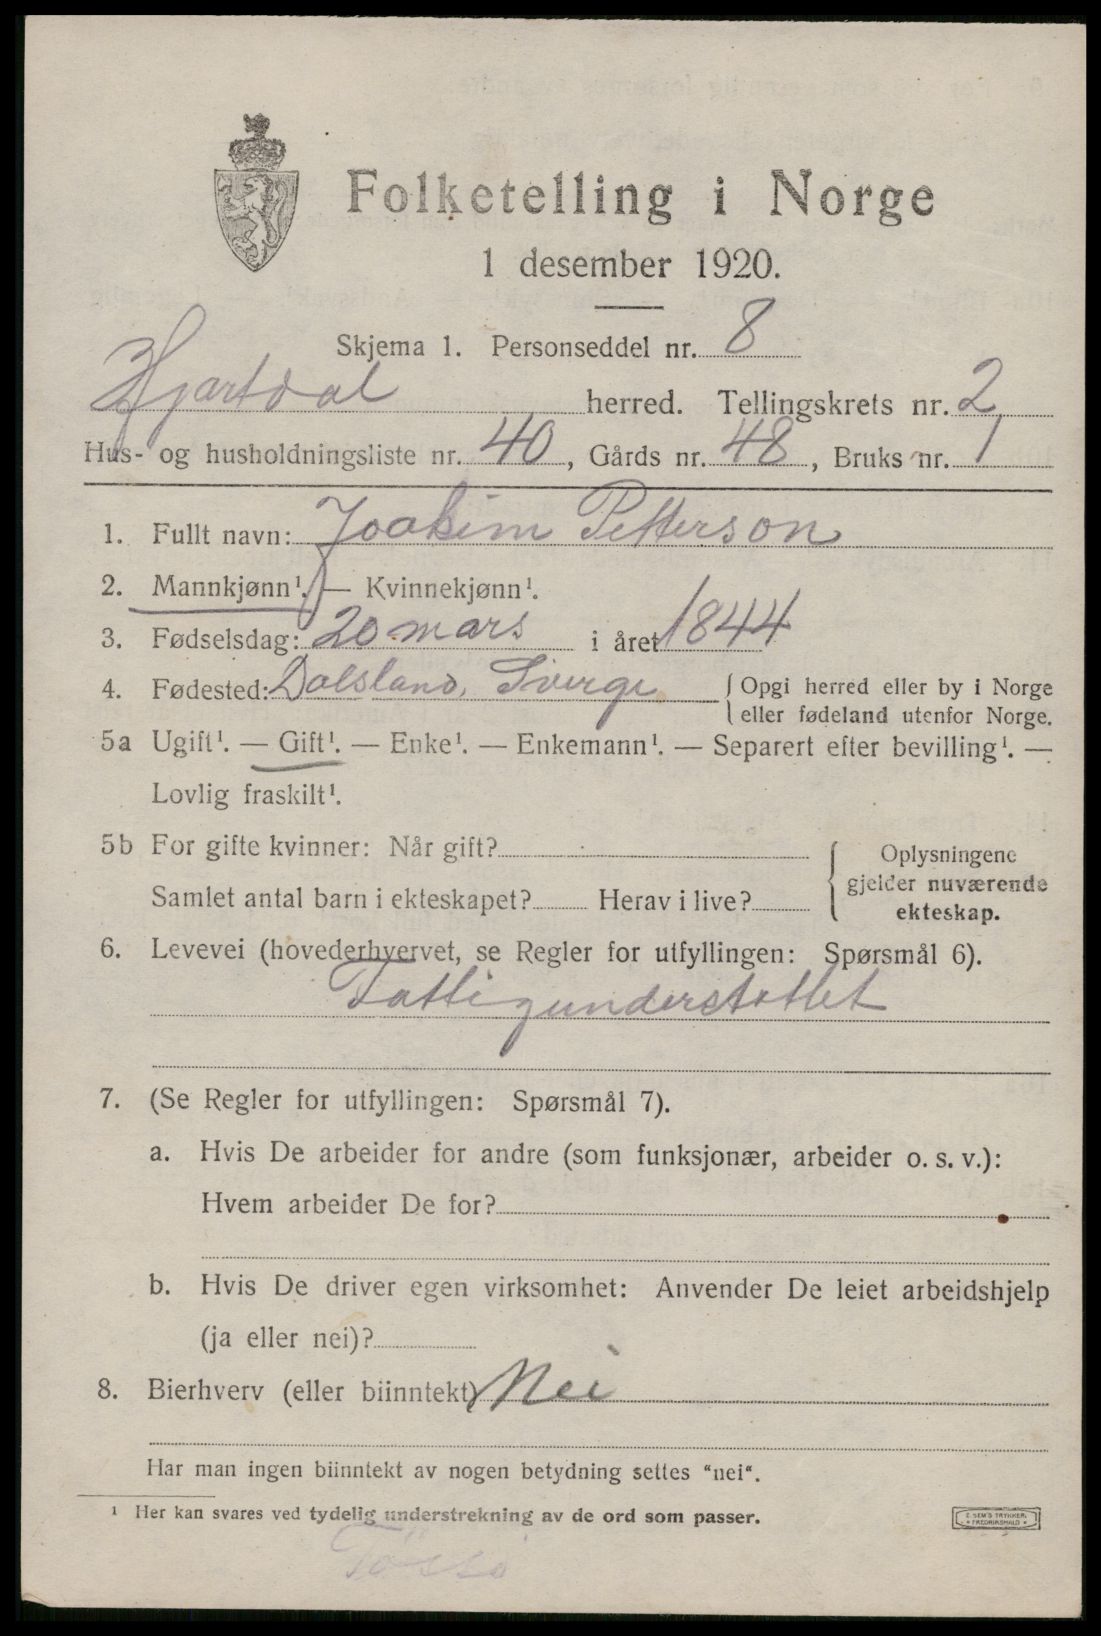 Folketelling i Norge
1 desember 1920.
Skjema 1. Personseddel nr. 8
Hjartdal herred. Tellingskrets nr. 2
Hus- og husholdningsliste nr. 40, Gårds nr. 48, Bruks nr. 1
1. Fullt navn: Joakim Petterson
2. Mannkjønn¹. — Kvinnekjønn¹.
3. Fødselsdag: 20 mars i året 1844
4. Fødested: Dalsland, Sverge { Opgi herred eller by i Norge
eller fødeland utenfor Norge.
5a Ugift¹. — Gift¹. — Enke¹. — Enkemann¹. — Separert efter bevilling¹. —
Lovlig fraskilt¹.
5b For gifte kvinner: Når gift? { Oplysningene
gjelder nuværende
Samlet antal barn i ekteskapet? Herav i live?
ekteskap.
6. Levevei (hovederhvervet, se Regler for utfyllingen: Spørsmål 6).
Fattigunderstøttet
7. (Se Regler for utfyllingen: Spørsmål 7).
a. Hvis De arbeider for andre (som funksjonær, arbeider o. s. v.):
Hvem arbeider De for?
b. Hvis De driver egen virksomhet: Anvender De leiet arbeidshjelp
(ja eller nei)?
8. Bierhverv (eller biinntekt) Nei
Har man ingen biinntekt av nogen betydning settes "nei".
¹ Her kan svares ved tydelig understrekning av de ord som passer.
E. SEM'S TRYKKERI
* FREDRIKSHALD *